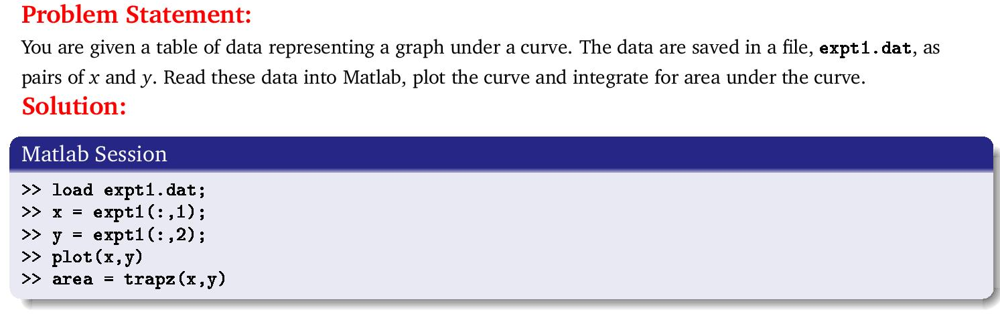 Problem Statement:
You are given a table of data representing a graph under a curve. The data are saved in a file, expt1.dat, as
pairs of x and y. Read these data into Matlab, plot the curve and integrate for area under the curve.
Solution:
Matlab Session
>> load expt1.dat;
>> x = expt1(:,1);
>> y = expt1(:,2);
>> plot(x,y)
>> area = trapz(x,y)